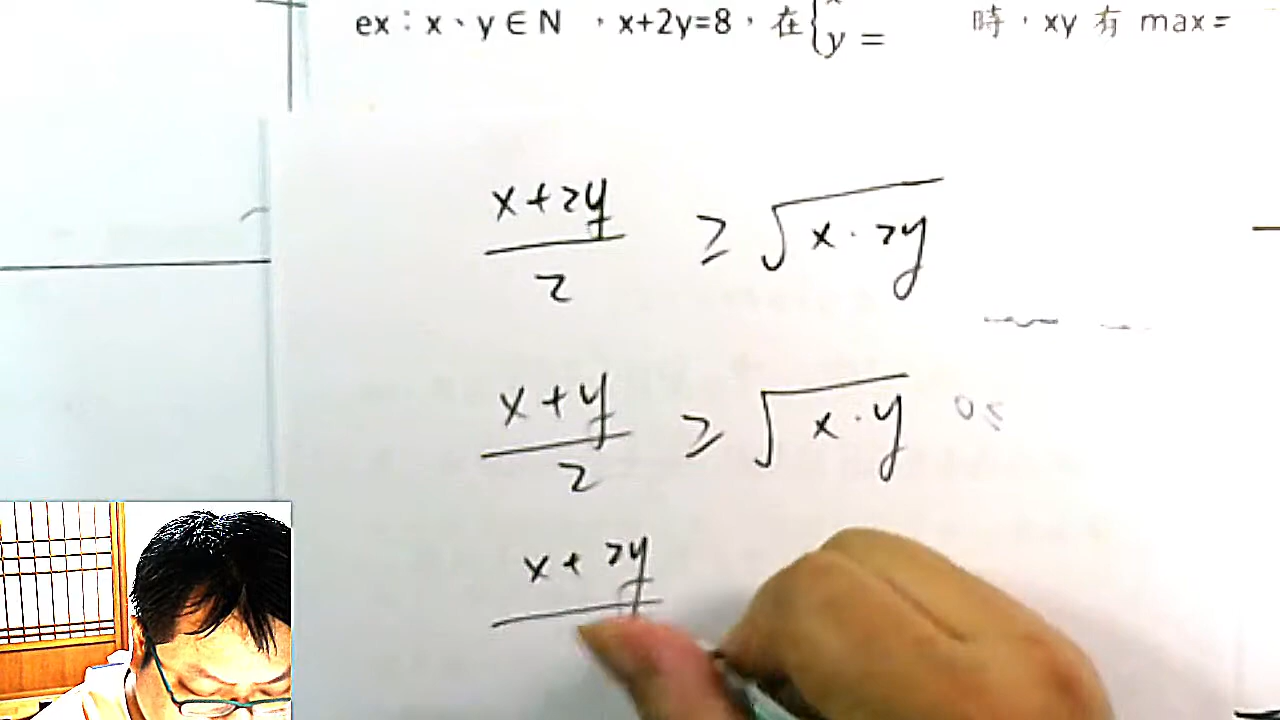 ex：x、y ∈ N ，x+2y=8，在{y = 時，xy 有 max=
x+2y / 2 ≥ √x·2y
x+y / 2 ≥ √x·y
x+2y